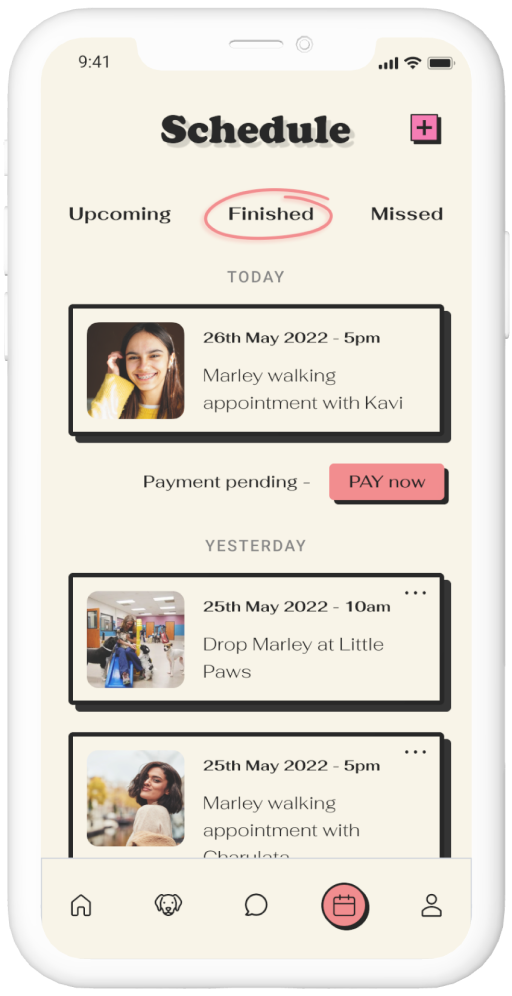 9:41
Schedule
Upcoming Finished Missed
TODAY
26th May 2022 - 5pm
Marley walking
appointment with Kavi
Payment pending - PAY now
YESTERDAY
25th May 2022 - 10am
Drop Marley at Little
Paws
25th May 2022 - 5pm
Marley walking
appointment with
Charulata